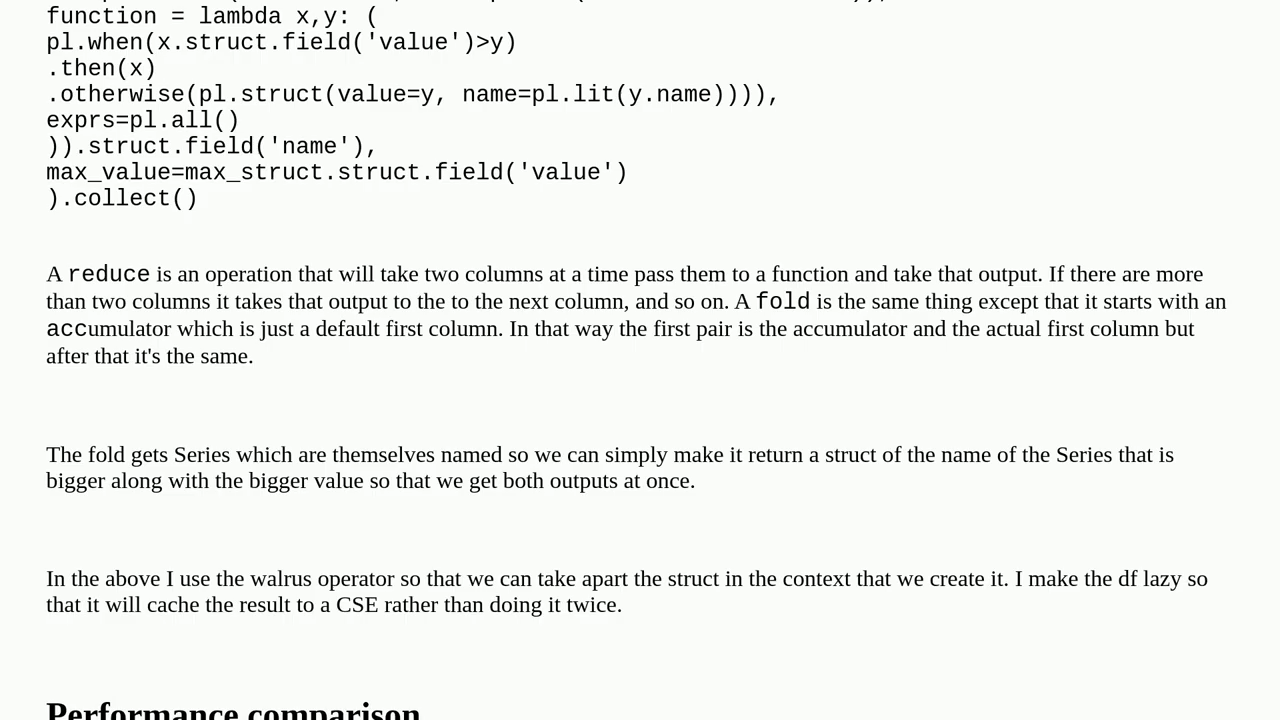 function = lambda x,y: (
pl.when(x.struct.field('value')>y)
.then(x)
.otherwise(pl.struct(value=y, name=pl.lit(y.name)))),
exprs=pl.all()
)).struct.field('name'),
max_value=max_struct.struct.field('value')
).collect()
A reduce is an operation that will take two columns at a time pass them to a function and take that output. If there are more
than two columns it takes that output to the to the next column, and so on. A fold is the same thing except that it starts with an
accumulator which is just a default first column. In that way the first pair is the accumulator and the actual first column but
after that it's the same.
The fold gets Series which are themselves named so we can simply make it return a struct of the name of the Series that is
bigger along with the bigger value so that we get both outputs at once.
In the above I use the walrus operator so that we can take apart the struct in the context that we create it. I make the df lazy so
that it will cache the result to a CSE rather than doing it twice.
Performance comparison